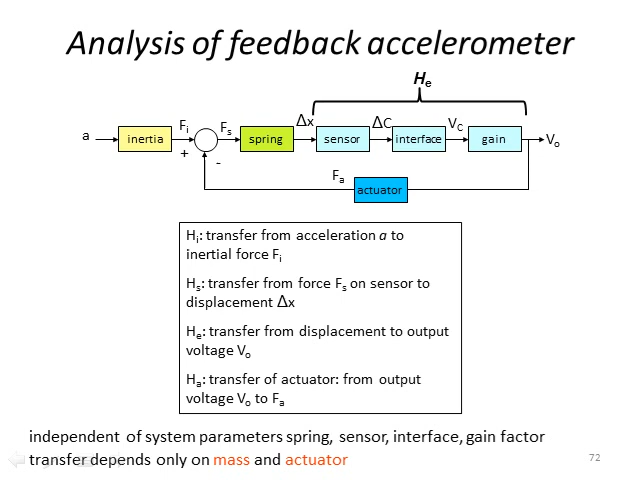 Analysis of feedback accelerometer
He
a
inertia
Fi
+
-
Fs
spring
Δx
sensor
ΔC
interface
VC
gain
Vo
Fa
actuator
Hi: transfer from acceleration a to
inertial force Fi
Hs: transfer from force Fs on sensor to
displacement Δx
He: transfer from displacement to output
voltage Vo
Ha: transfer of actuator: from output
voltage Vo to Fa
independent of system parameters spring, sensor, interface, gain factor
transfer depends only on mass and actuator
72